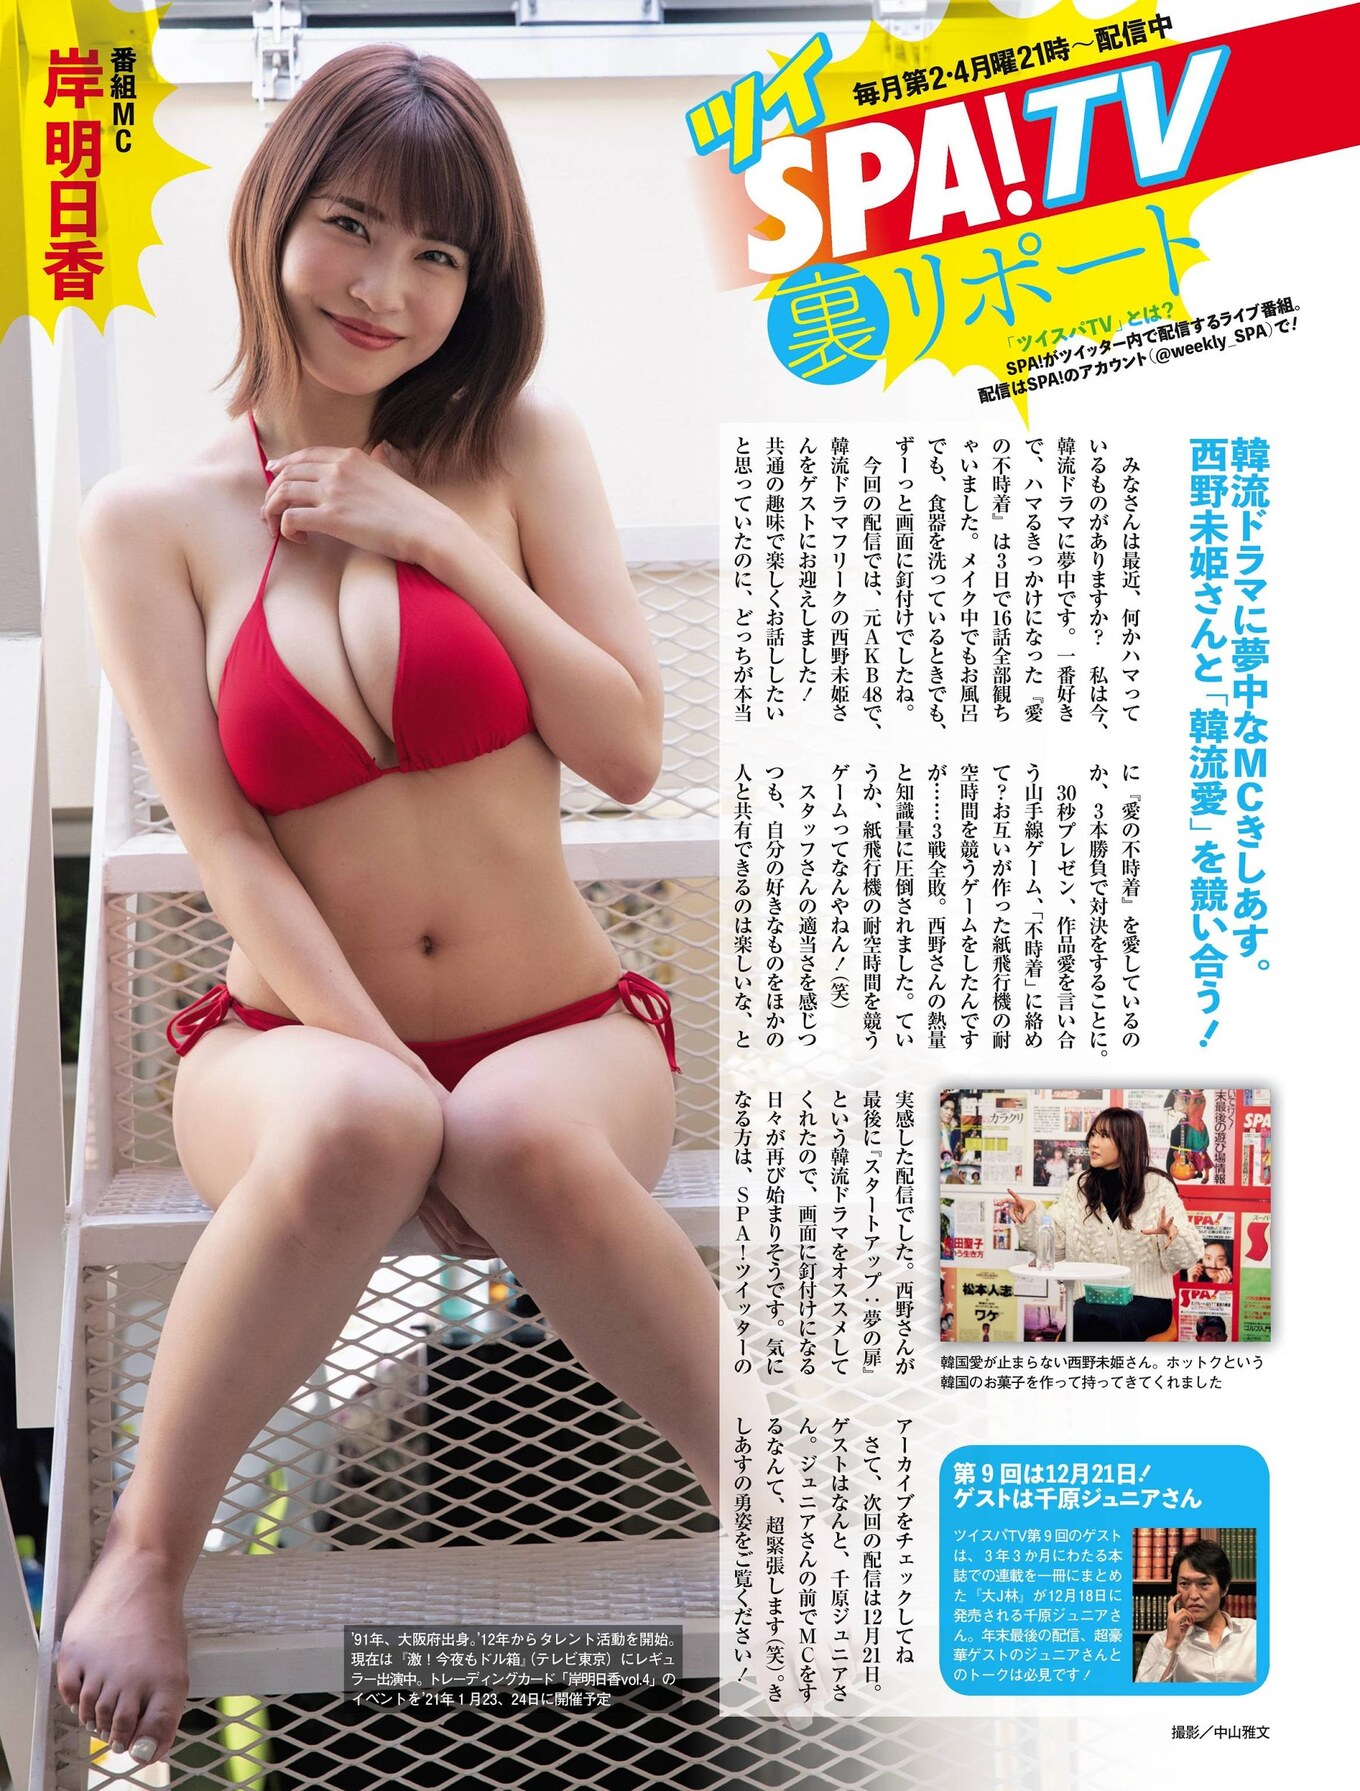 番組MC
岸 明日香
毎月第2・4月曜21時～配信中
ツイ
SPA!TV
裏リポート
「ツイスパTV」とは？
SPA!がツイッター内で配信するライブ番組。
配信はSPA!のアカウント（@weekly_SPA）で！
韓流ドラマに夢中なMCきしあす。
西野未姫さんと「韓流愛」を競い合う！
みなさんは最近、何かハマって
いるものがありますか？　私は今、
韓流ドラマに夢中です。一番好き
で、ハマるきっかけになった『愛
の不時着』は3日で16話全部観ち
ゃいました。メイク中でもお風呂
でも、食器を洗っているときでも、
ずーっと画面に釘付けでしたね。
今回の配信では、元AKB48で、
韓流ドラマフリークの西野未姫さ
んをゲストにお迎えしました！
共通の趣味で楽しくお話ししたい
と思っていたのに、どっちが本当
に『愛の不時着』を愛しているの
か、3本勝負で対決をすることに。
30秒プレゼン、作品愛を言い合
う山手線ゲーム、「不時着」に絡め
て？お互いが作った紙飛行機の耐
空時間を競うゲームをしたんです
が……3戦全敗。西野さんの熱量
と知識量に圧倒されました。てい
うか、紙飛行機の耐空時間を競う
ゲームってなんやねん！（笑）
スタッフさんの適当さを感じつ
つも、自分の好きなものをほかの
人と共有できるのは楽しいな、と
実感した配信でした。西野さんが
最後に『スタートアップ：夢の扉』
という韓流ドラマをオススメして
くれたので、画面に釘付けになる
日々が再び始まりそうです。気に
なる方は、SPA！ツイッターの
アーカイブをチェックしてね
さて、次回の配信は12月21日。
ゲストはなんと、千原ジュニアさ
ん。ジュニアさんの前でMCをす
るなんて、超緊張します（笑）。き
しあすの勇姿をご覧ください！
カラクリ
末最後の遊び場情報
SPA
松本人志
ワケ
SPA!
韓国愛が止まらない西野未姫さん。ホットクという
韓国のお菓子を作って持ってきてくれました
第9回は12月21日！
ゲストは千原ジュニアさん
ツイスパTV第9回のゲスト
は、3年3か月にわたる本
誌での連載を一冊にまとめ
た『大J林』が12月18日に
発売される千原ジュニアさ
ん。年末最後の配信、超豪
華ゲストのジュニアさんと
のトークは必見です！
'91年、大阪府出身。'12年からタレント活動を開始。
現在は『激！今夜もドル箱』（テレビ東京）にレギュ
ラー出演中。トレーディングカード「岸明日香vol.4」の
イベントを'21年1月23、24日に開催予定
撮影／中山雅文